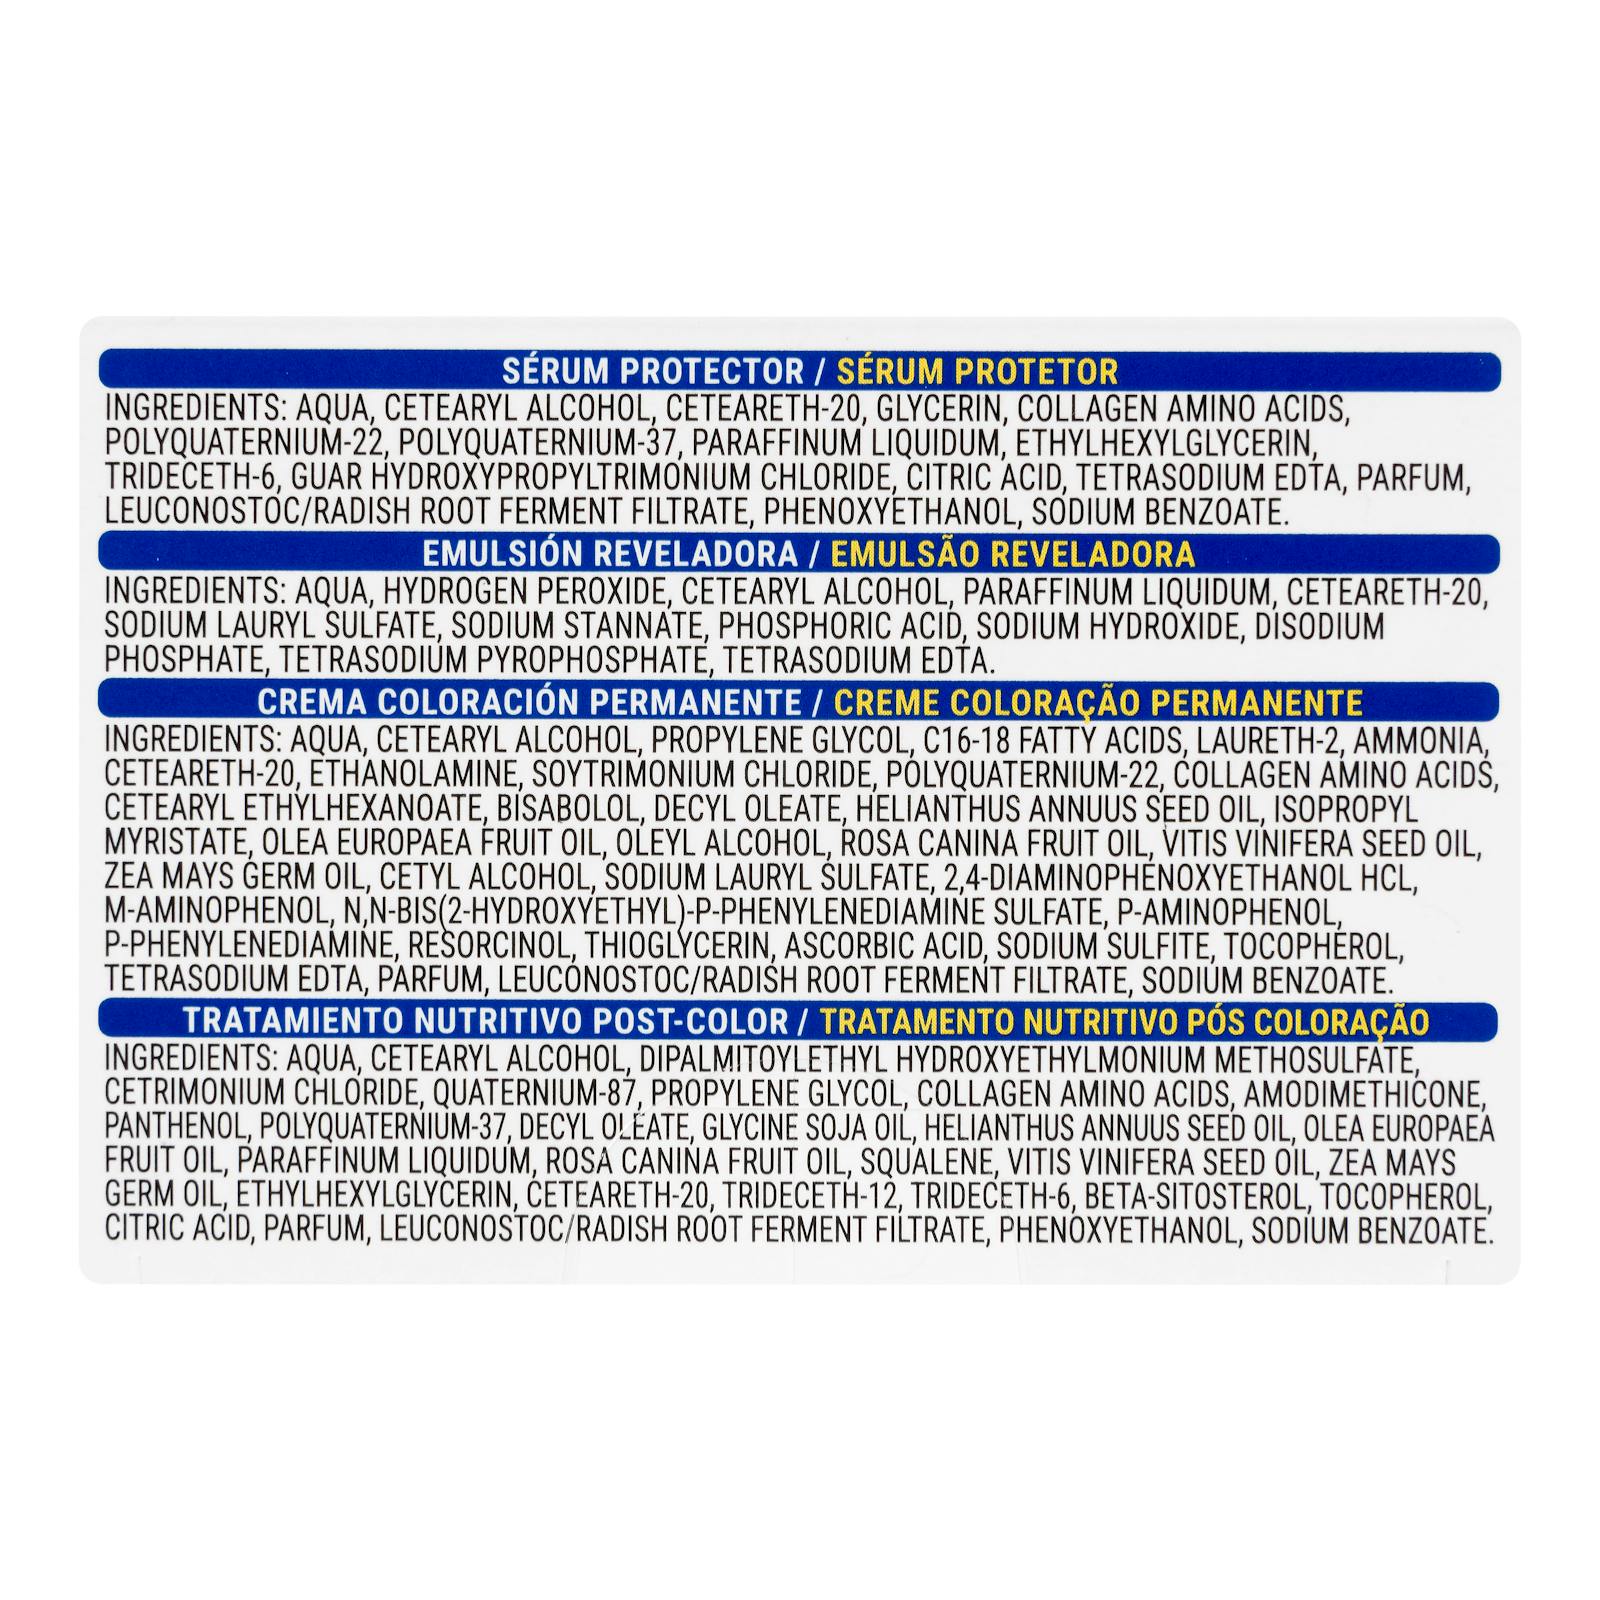 SÉRUM PROTECTOR / SÉRUM PROTETOR
INGREDIENTS: AQUA, CETEARYL ALCOHOL, CETEARETH-20, GLYCERIN, COLLAGEN AMINO ACIDS,
POLYQUATERNIUM-22, POLYQUATERNIUM-37, PARAFFINUM LIQUIDUM, ETHYLHEXYLGLYCERIN,
TRIDECETH-6, GUAR HYDROXYPROPYLTRIMONIUM CHLORIDE, CITRIC ACID, TETRASODIUM EDTA, PARFUM,
LEUCONOSTOC/RADISH ROOT FERMENT FILTRATE, PHENOXYETHANOL, SODIUM BENZOATE.
EMULSIÓN REVELADORA / EMULSÃO REVELADORA
INGREDIENTS: AQUA, HYDROGEN PEROXIDE, CETEARYL ALCOHOL, PARAFFINUM LIQUIDUM, CETEARETH-20,
SODIUM LAURYL SULFATE, SODIUM STANNATE, PHOSPHORIC ACID, SODIUM HYDROXIDE, DISODIUM
PHOSPHATE, TETRASODIUM PYROPHOSPHATE, TETRASODIUM EDTA.
CREMA COLORACIÓN PERMANENTE / CREME COLORAÇÃO PERMANENTE
INGREDIENTS: AQUA, CETEARYL ALCOHOL, PROPYLENE GLYCOL, C16-18 FATTY ACIDS, LAURETH-2, AMMONIA,
CETEARETH-20, ETHANOLAMINE, SOYTRIMONIUM CHLORIDE, POLYQUATERNIUM-22, COLLAGEN AMINO ACIDS,
CETEARYL ETHYLHEXANOATE, BISABOLOL, DECYL OLEATE, HELIANTHUS ANNUUS SEED OIL, ISOPROPYL
MYRISTATE, OLEA EUROPAEA FRUIT OIL, OLEYL ALCOHOL, ROSA CANINA FRUIT OIL, VITIS VINIFERA SEED OIL,
ZEA MAYS GERM OIL, CETYL ALCOHOL, SODIUM LAURYL SULFATE, 2,4-DIAMINOPHENOXYETHANOL HCL,
M-AMINOPHENOL, N,N-BIS(2-HYDROXYETHYL)-P-PHENYLENEDIAMINE SULFATE, P-AMINOPHENOL,
P-PHENYLENEDIAMINE, RESORCINOL, THIOGLYCERIN, ASCORBIC ACID, SODIUM SULFITE, TOCOPHEROL,
TETRASODIUM EDTA, PARFUM, LEUCONOSTOC/RADISH ROOT FERMENT FILTRATE, SODIUM BENZOATE.
TRATAMIENTO NUTRITIVO POST-COLOR / TRATAMENTO NUTRITIVO PÓS COLORAÇÃO
INGREDIENTS: AQUA, CETEARYL ALCOHOL, DIPALMITOYLETHYL HYDROXYETHYLMONIUM METHOSULFATE,
CETRIMONIUM CHLORIDE, QUATERNIUM-87, PROPYLENE GLYCOL, COLLAGEN AMINO ACIDS, AMODIMETHICONE,
PANTHENOL, POLYQUATERNIUM-37, DECYL OLEATE, GLYCINE SOJA OIL, HELIANTHUS ANNUUS SEED OIL, OLEA EUROPAEA
FRUIT OIL, PARAFFINUM LIQUIDUM, ROSA CANINA FRUIT OIL, SQUALENE, VITIS VINIFERA SEED OIL, ZEA MAYS
GERM OIL, ETHYLHEXYLGLYCERIN, CETEARETH-20, TRIDECETH-12, TRIDECETH-6, BETA-SITOSTEROL, TOCOPHEROL,
CITRIC ACID, PARFUM, LEUCONOSTOC/RADISH ROOT FERMENT FILTRATE, PHENOXYETHANOL, SODIUM BENZOATE.